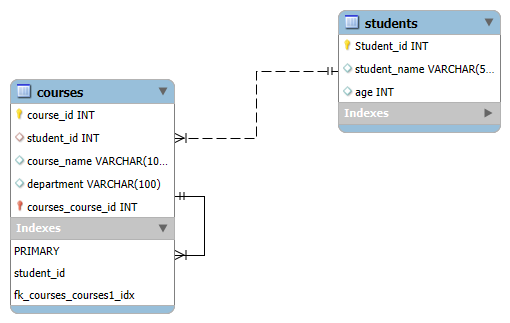 students
Student_id INT
student_name VARCHAR(5...
age INT
Indexes
courses
course_id INT
student_id INT
course_name VARCHAR(10...
department VARCHAR(100)
courses_course_id INT
Indexes
PRIMARY
student_id
fk_courses_courses1_idx